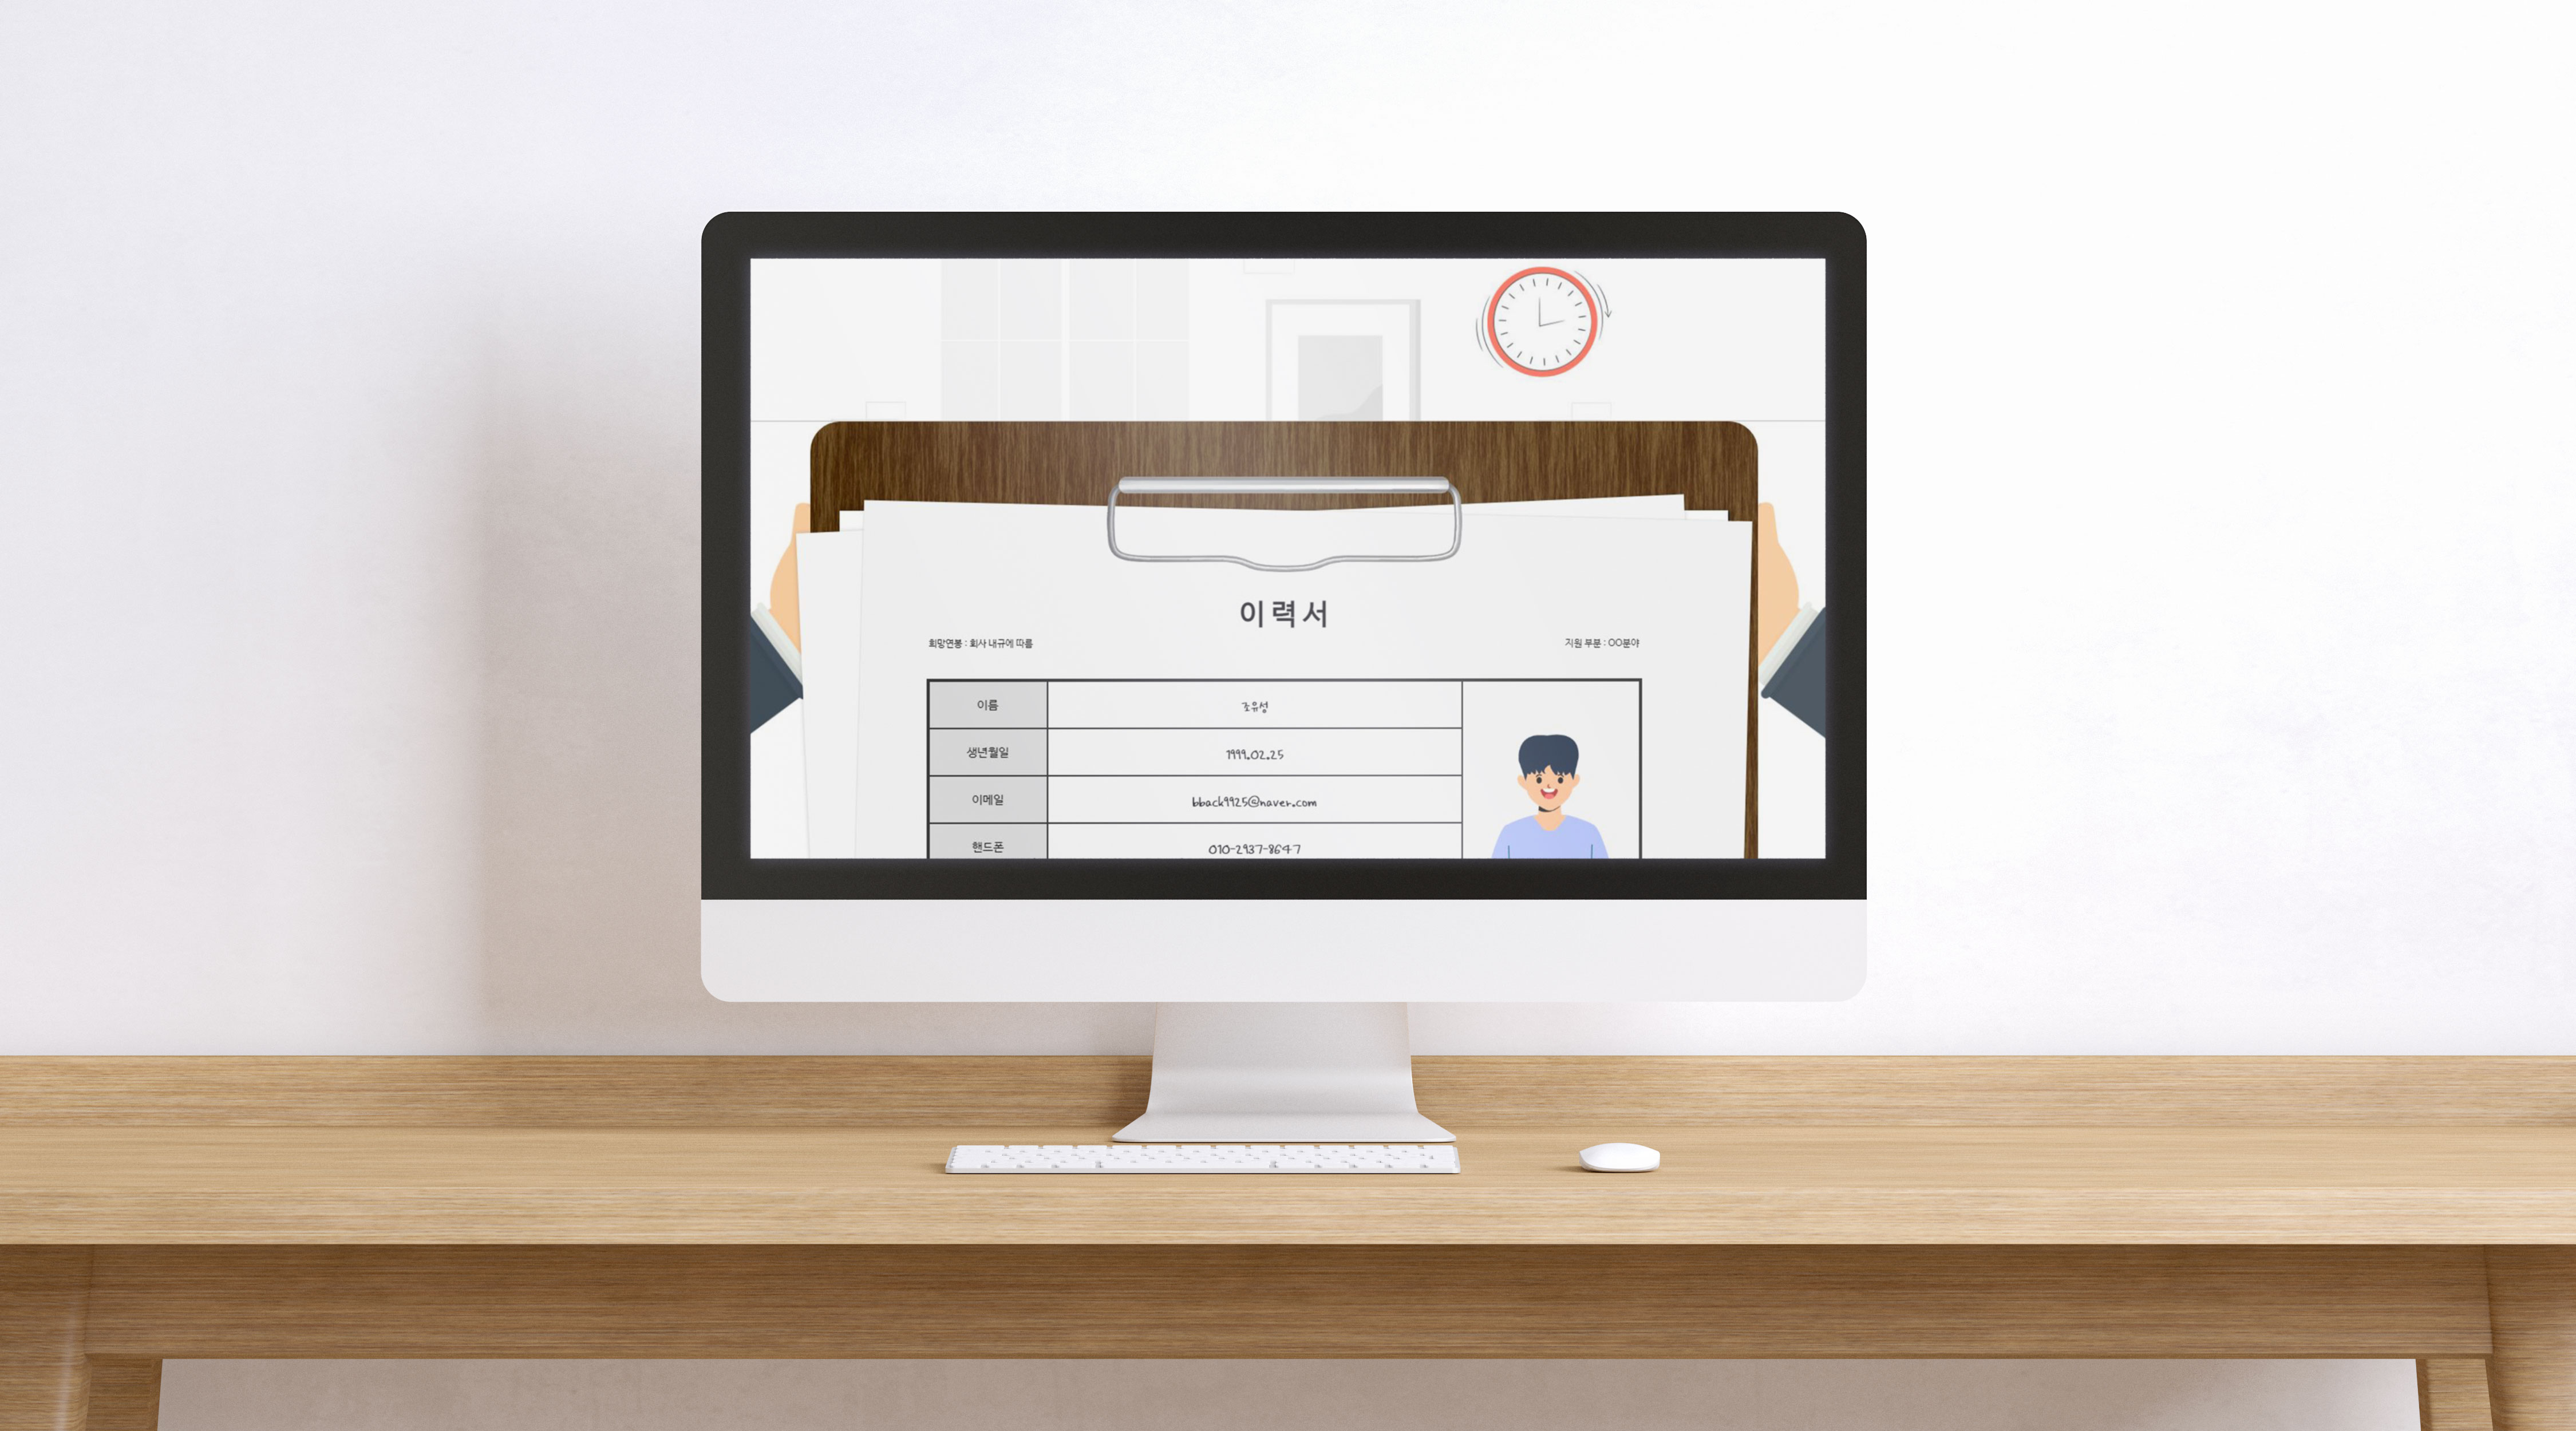 이력서
희망연봉 : 회사 내규에 따름
지원 부분 : OO분야
이름
조유성
생년월일
1999.02.25
이메일
bback9925@naver.com
핸드폰
010-2937-8647